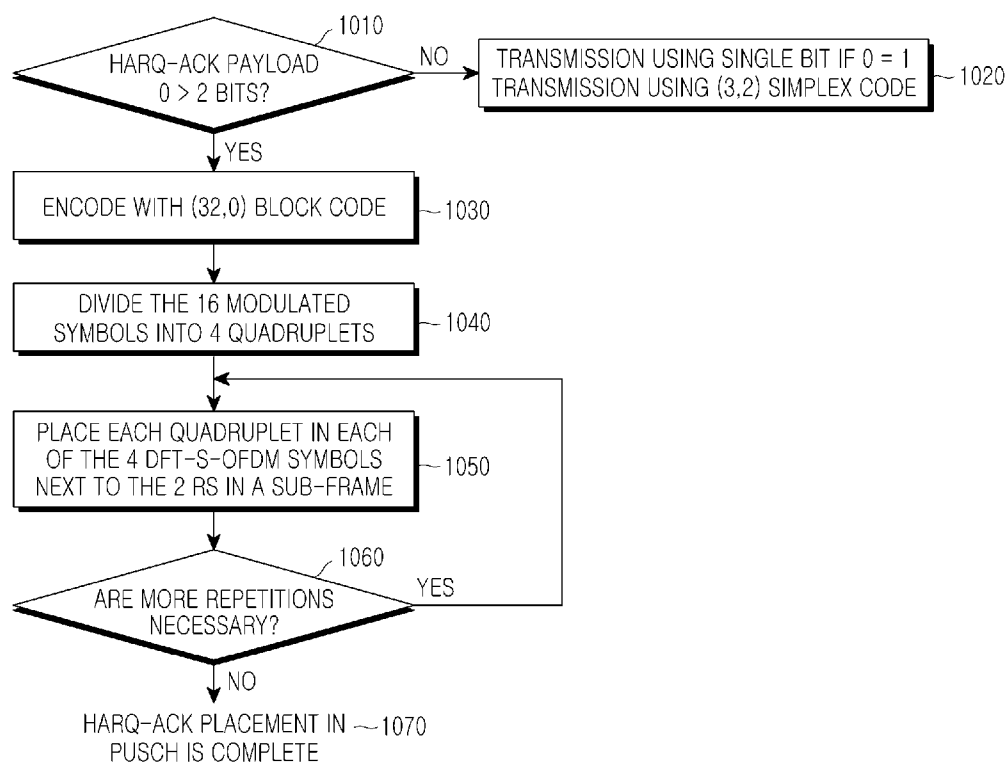 1010
HARQ-ACK PAYLOAD
0 > 2 BITS?
NO
TRANSMISSION USING SINGLE BIT IF 0 = 1
TRANSMISSION USING (3,2) SIMPLEX CODE
1020
YES
ENCODE WITH (32,0) BLOCK CODE
1030
DIVIDE THE 16 MODULATED
SYMBOLS INTO 4 QUADRUPLETS
1040
PLACE EACH QUADRUPLET IN EACH
OF THE 4 DFT-S-OFDM SYMBOLS
NEXT TO THE 2 RS IN A SUB-FRAME
1050
1060
ARE MORE REPETITIONS
NECESSARY?
YES
NO
HARQ-ACK PLACEMENT IN
PUSCH IS COMPLETE
1070